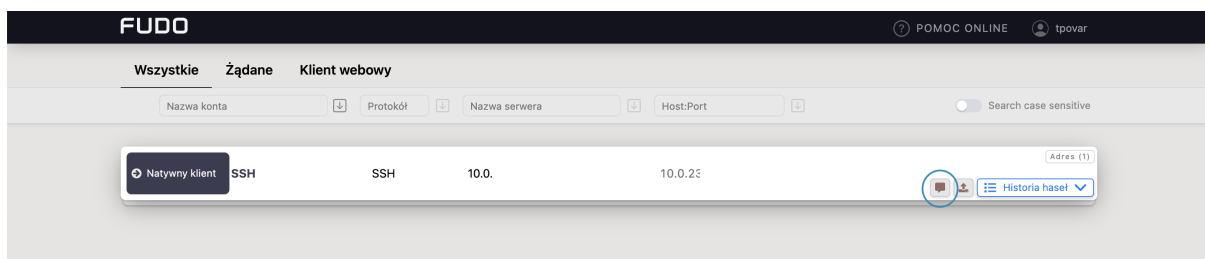 FUDO
POMOC ONLINE tpovar
Wszystkie Żądane Klient webowy
Nazwa konta Protokół Nazwa serwera Host:Port Search case sensitive
Adres (1)
Natywny klient SSH SSH 10.0. 10.0.23
Historia haseł